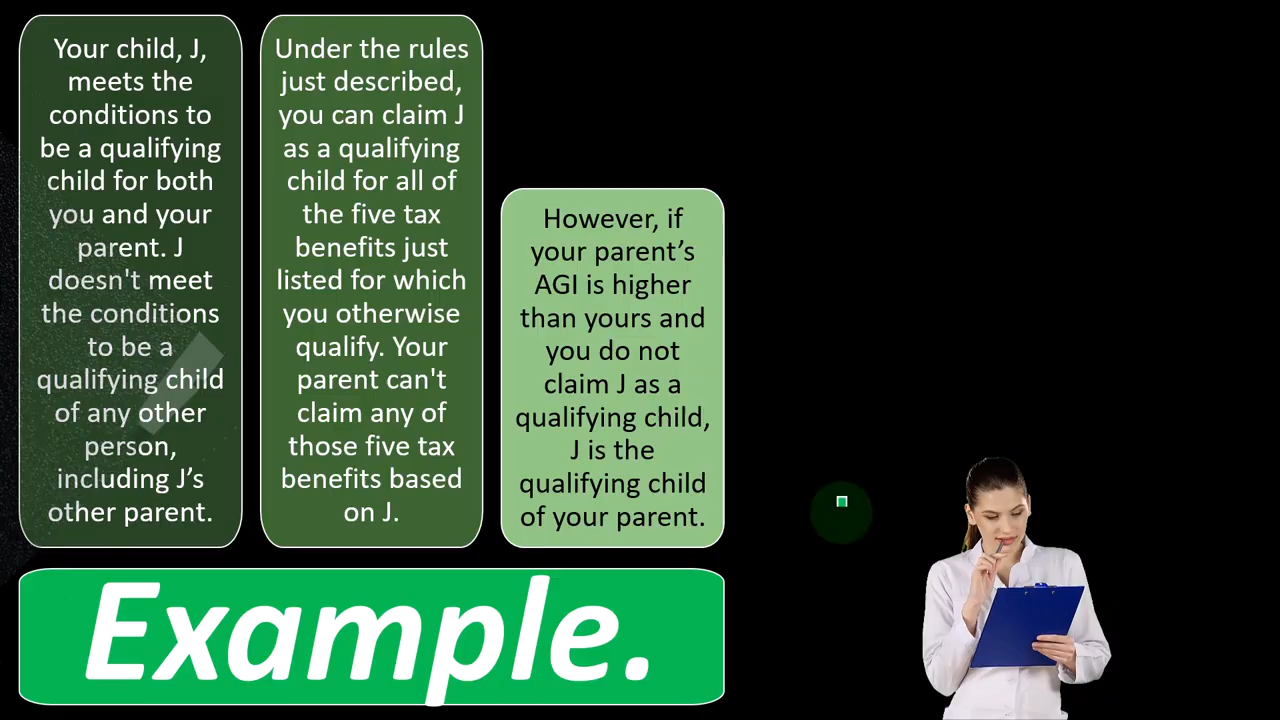 Your child, J,
meets the
conditions to
be a qualifying
child for both
you and your
parent. J
doesn't meet
the conditions
to be a
qualifying child
of any other
person,
including J’s
other parent.
Under the rules
just described,
you can claim J
as a qualifying
child for all of
the five tax
benefits just
listed for which
you otherwise
qualify. Your
parent can't
claim any of
those five tax
benefits based
on J.
However, if
your parent’s
AGI is higher
than yours and
you do not
claim J as a
qualifying child,
J is the
qualifying child
of your parent.
Example.